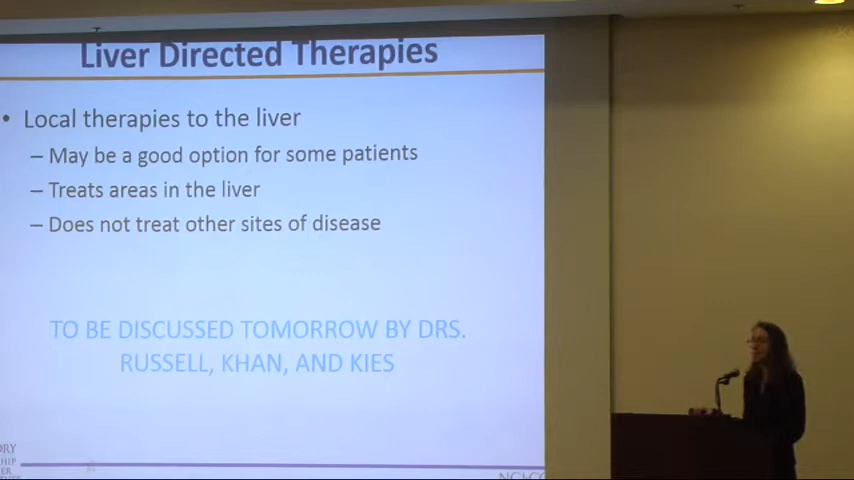 Liver Directed Therapies
• Local therapies to the liver
– May be a good option for some patients
– Treats areas in the liver
– Does not treat other sites of disease
TO BE DISCUSSED TOMORROW BY DRS.
RUSSELL, KHAN, AND KIES